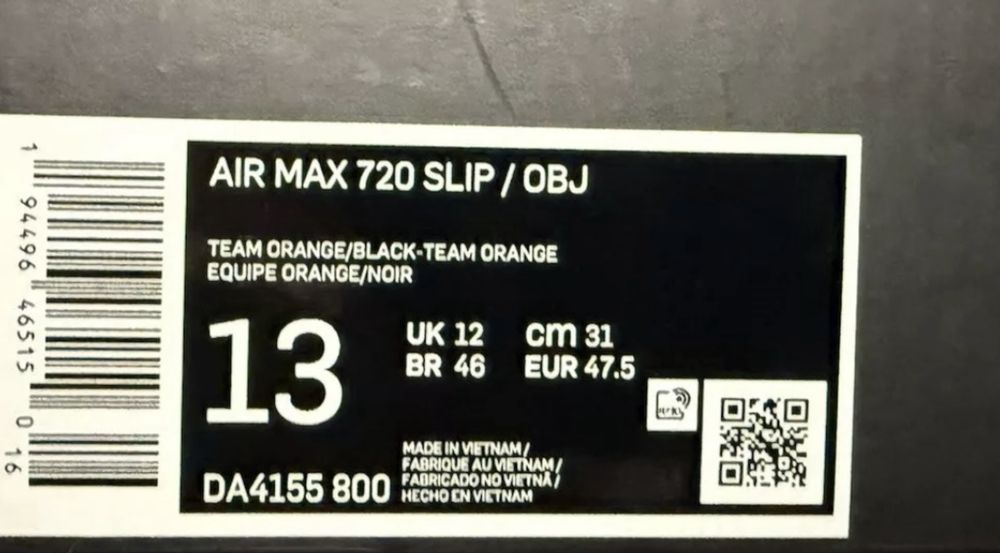 AIR MAX 720 SLIP / OBJ
TEAM ORANGE/BLACK-TEAM ORANGE
EQUIPE ORANGE/NOIR
13
UK 12 cm 31
BR 46 EUR 47.5
MADE IN VIETNAM/
FABRIQUE AU VIETNAM/
FABRICADO NO VIETNÃ/
HECHO EN VIETNAM
DA4155 800
1 94496 46515 0 16